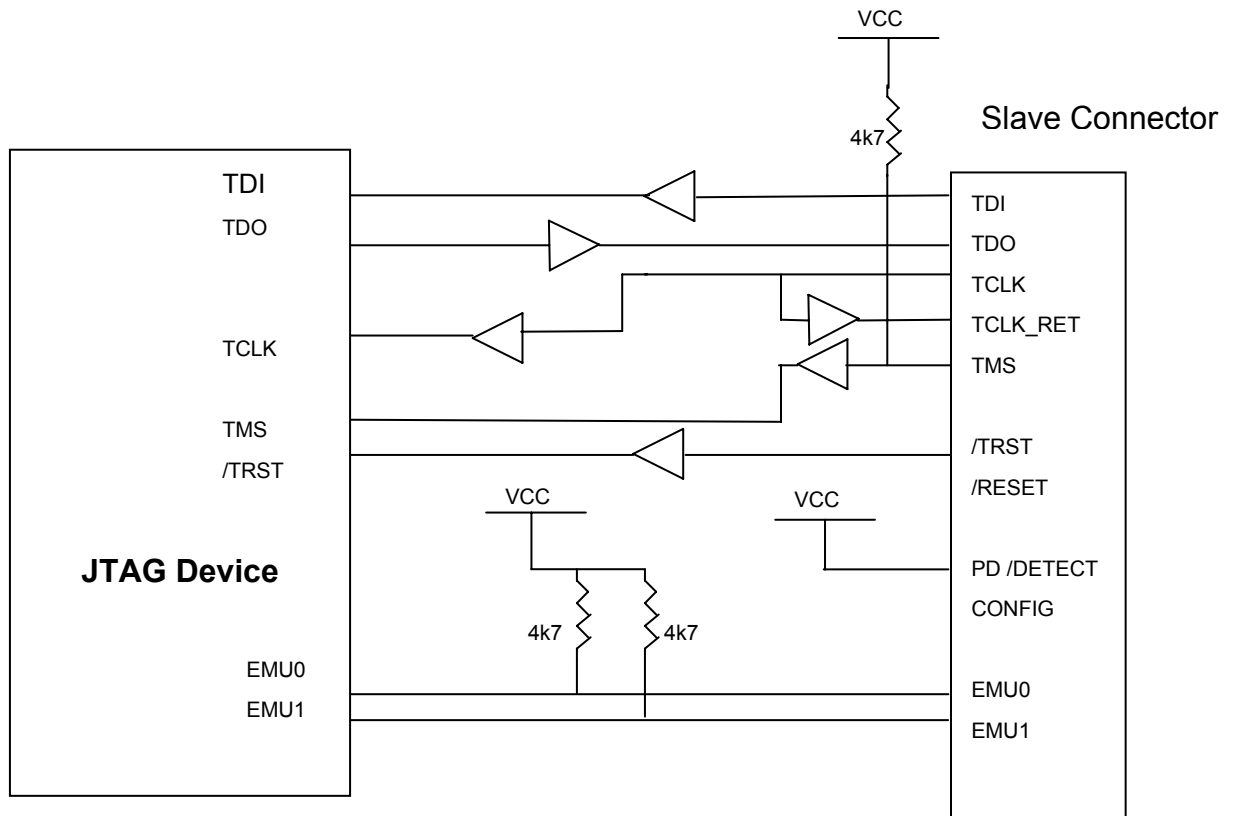 VCC
Slave Connector
4k7
TDI
TDO
TCLK
TMS
/TRST
JTAG Device
EMU0
EMU1
VCC
4k7
4k7
VCC
TDI
TDO
TCLK
TCLK_RET
TMS
/TRST
/RESET
PD /DETECT
CONFIG
EMU0
EMU1